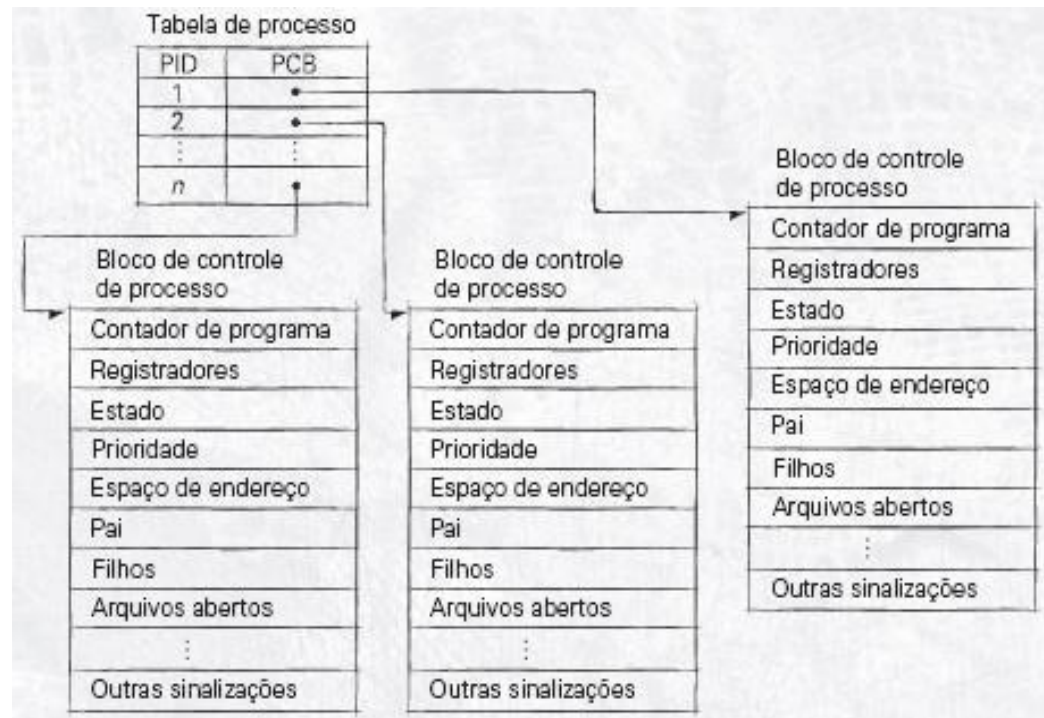 Tabela de processo
PID PCB
1
2
n
Bloco de controle
de processo
Contador de programa
Registradores
Estado
Prioridade
Espaço de endereço
Pai
Filhos
Arquivos abertos
Outras sinalizações
Bloco de controle
de processo
Contador de programa
Registradores
Estado
Prioridade
Espaço de endereço
Pai
Filhos
Arquivos abertos
Outras sinalizações
Bloco de controle
de processo
Contador de programa
Registradores
Estado
Prioridade
Espaço de endereço
Pai
Filhos
Arquivos abertos
Outras sinalizações